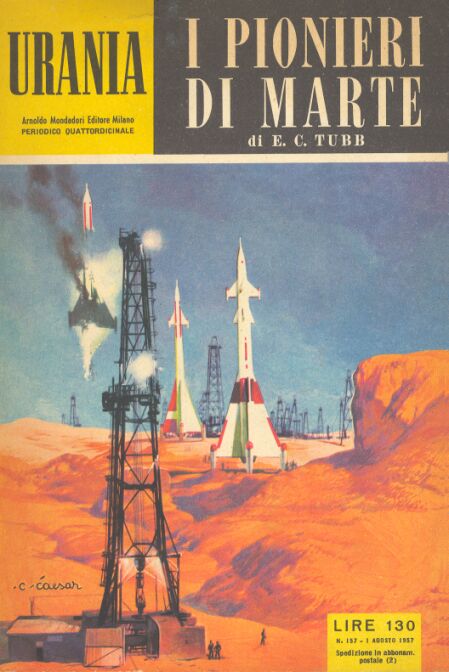 URANIA
Arnoldo Mondadori Editore Milano
PERIODICO QUATTORDICINALE
I PIONIERI
DI MARTE
di E. C. TUBB
·c·caesar
LIRE 130
N. 157 - 1 AGOSTO 1957
Spedizione in abbonam.
postale (2)